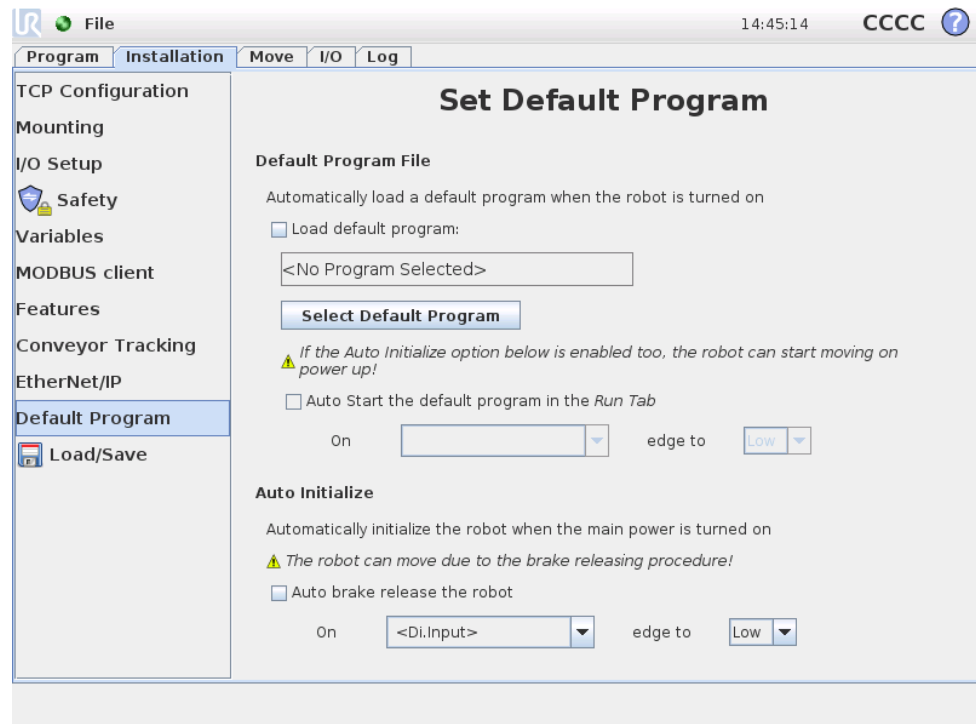 UR File 14:45:14 CCCC ?
Program Installation Move I/O Log
TCP Configuration
Mounting
I/O Setup
Safety
Variables
MODBUS client
Features
Conveyor Tracking
EtherNet/IP
Default Program
Load/Save
Set Default Program
Default Program File
Automatically load a default program when the robot is turned on
Load default program:
<No Program Selected>
Select Default Program
If the Auto Initialize option below is enabled too, the robot can start moving on
power up!
Auto Start the default program in the Run Tab
On edge to Low
Auto Initialize
Automatically initialize the robot when the main power is turned on
The robot can move due to the brake releasing procedure!
Auto brake release the robot
On <Di.Input> edge to Low